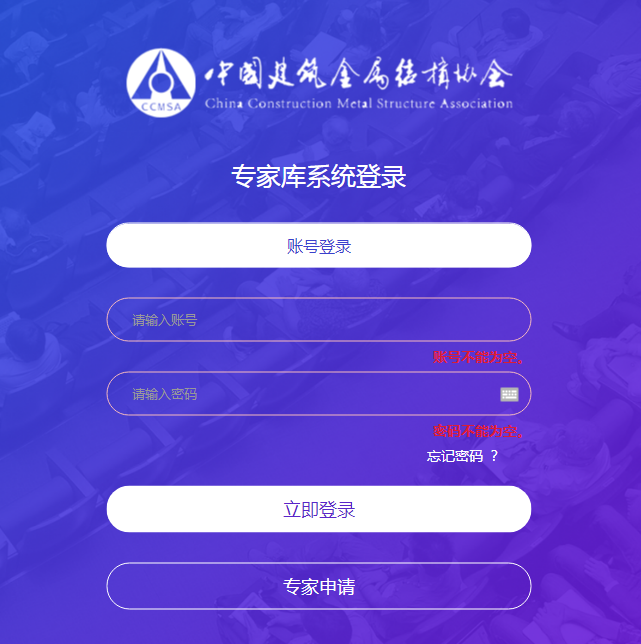 中国建筑金属结构协会
CCMSA
China Construction Metal Structure Association
专家库系统登录
账号登录
请输入账号
账号不能为空。
请输入密码
密码不能为空。
忘记密码 ？
立即登录
专家申请